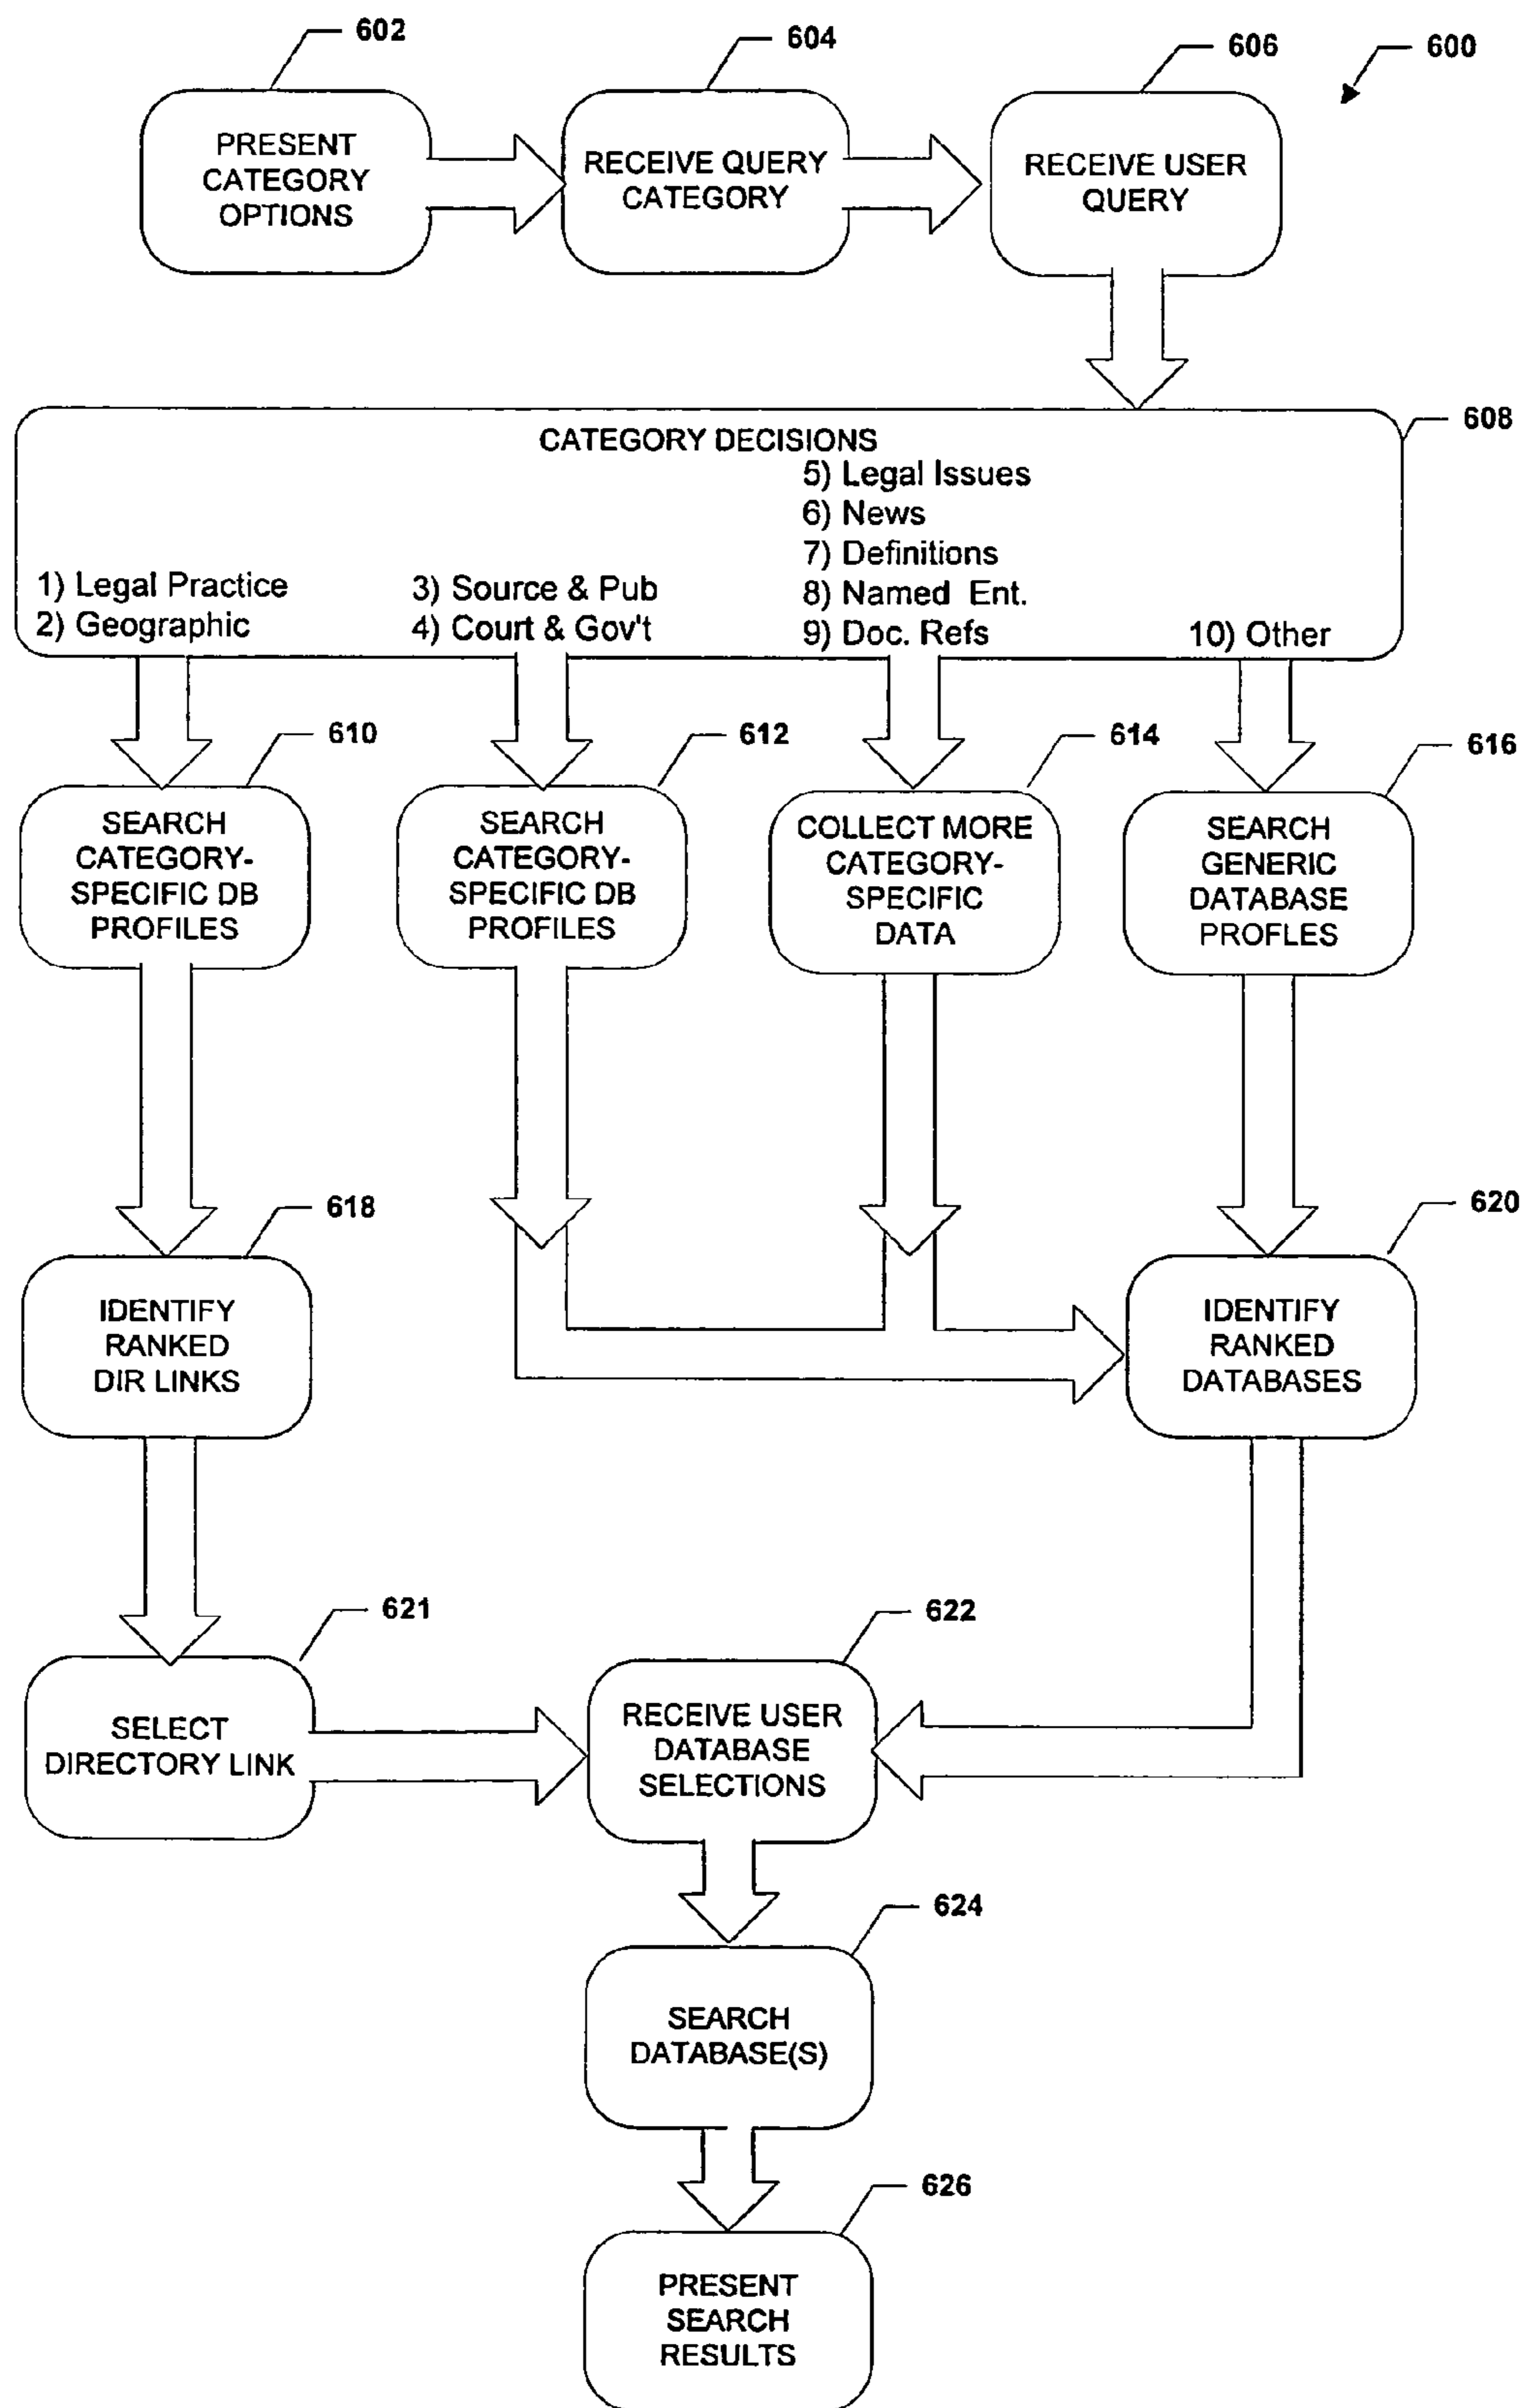 602
604
606
600
PRESENT
CATEGORY
OPTIONS
RECEIVE QUERY
CATEGORY
RECEIVE USER
QUERY
608
CATEGORY DECISIONS
1) Legal Practice
2) Geographic
3) Source & Pub
4) Court & Gov't
5) Legal Issues
6) News
7) Definitions
8) Named Ent.
9) Doc. Refs
10) Other
610
612
614
616
SEARCH
CATEGORY-
SPECIFIC DB
PROFILES
SEARCH
CATEGORY-
SPECIFIC DB
PROFILES
COLLECT MORE
CATEGORY-
SPECIFIC
DATA
SEARCH
GENERIC
DATABASE
PROFLES
618
620
IDENTIFY
RANKED
DIR LINKS
IDENTIFY
RANKED
DATABASES
621
622
SELECT
DIRECTORY LINK
RECEIVE USER
DATABASE
SELECTIONS
624
SEARCH
DATABASE(S)
626
PRESENT
SEARCH
RESULTS